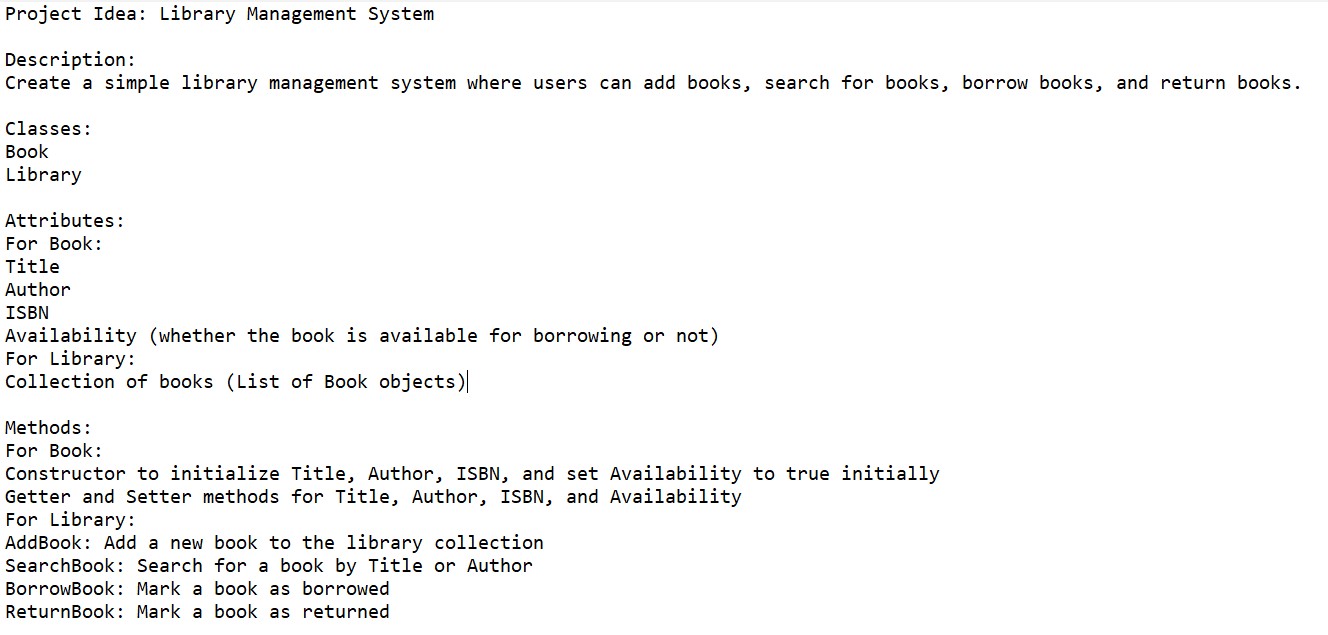 Project Idea: Library Management System
Description:
Create a simple library management system where users can add books, search for books, borrow books, and return books.
Classes:
Book
Library
Attributes:
For Book:
Title
Author
ISBN
Availability (whether the book is available for borrowing or not)
For Library:
Collection of books (List of Book objects)
Methods:
For Book:
Constructor to initialize Title, Author, ISBN, and set Availability to true initially
Getter and Setter methods for Title, Author, ISBN, and Availability
For Library:
AddBook: Add a new book to the library collection
SearchBook: Search for a book by Title or Author
BorrowBook: Mark a book as borrowed
ReturnBook: Mark a book as returned